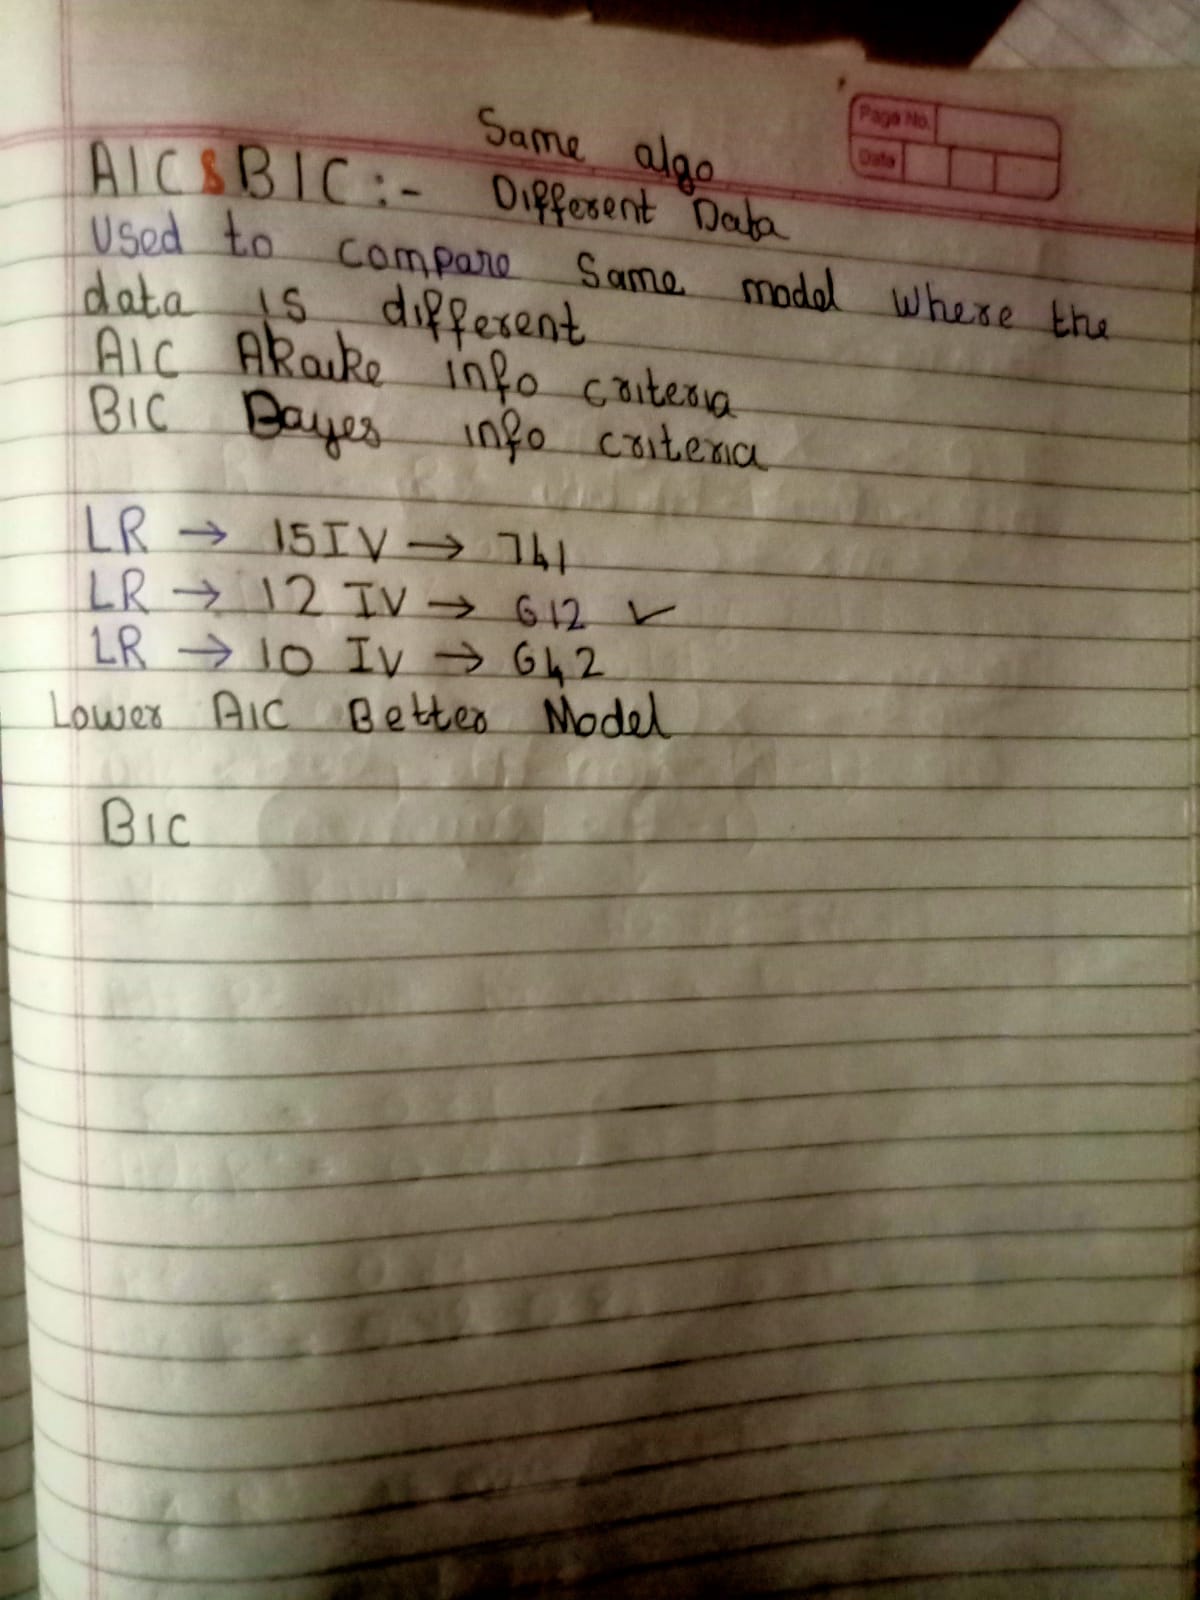 Page No.
Date
Same algo
AIC & BIC :- Different Data
Used to compare same model where the
data is different
AIC Akaike info criteria
BIC Bayes info criteria
LR → 15 IV → 741
LR → 12 IV → 612 ✓
LR → 10 IV → 642
Lower AIC Better Model
BIC